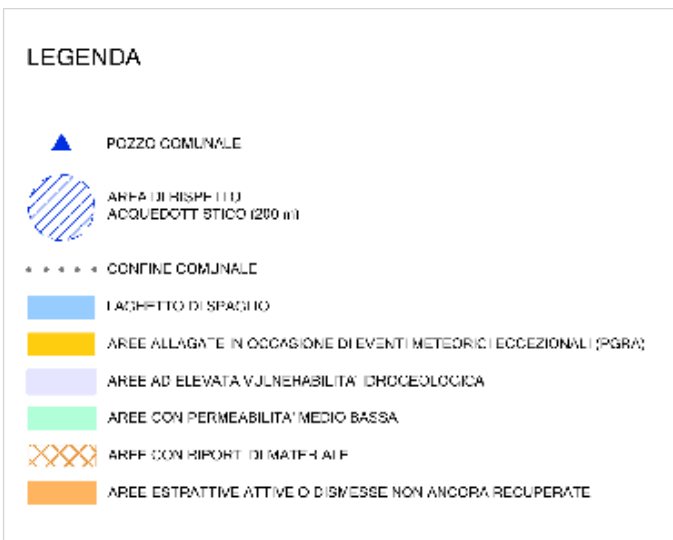 LEGENDA
POZZO COMUNALE
AREA DI RISPETTO
ACQUEDOTTISTICO (200 m)
CONFINE COMUNALE
LAGHETTO DI SPAGLIO
AREE ALLAGATE IN OCCASIONE DI EVENTI METEORICI ECCEZIONALI (PGRA)
AREE AD ELEVATA VULNERABILITA' IDROGEOLOGICA
AREE CON PERMEABILITA' MEDIO BASSA
AREE CON RIPORTI DI MATERIALE
AREE ESTRATTIVE ATTIVE O DISMESSE NON ANCORA RECUPERATE